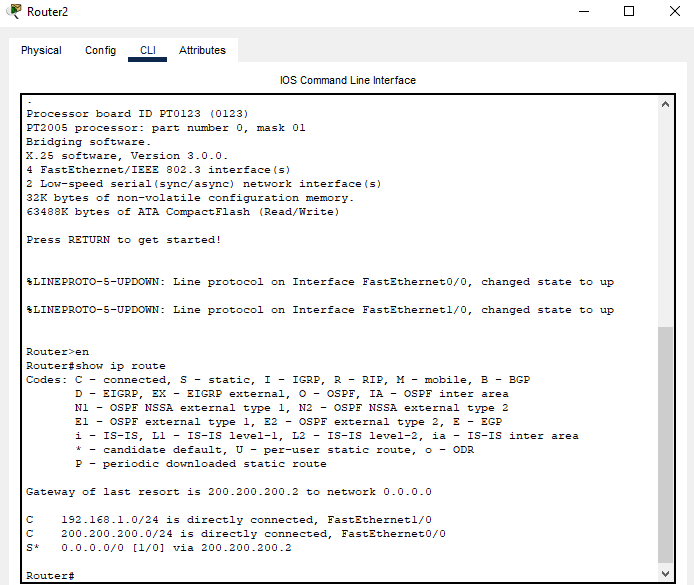 Router2
Physical Config CLI Attributes
IOS Command Line Interface
.
Processor board ID PT0123 (0123)
PT2005 processor: part number 0, mask 01
Bridging software.
X.25 software, Version 3.0.0.
4 FastEthernet/IEEE 802.3 interface(s)
2 Low-speed serial(sync/async) network interface(s)
32K bytes of non-volatile configuration memory.
63488K bytes of ATA CompactFlash (Read/Write)
Press RETURN to get started!
%LINEPROTO-5-UPDOWN: Line protocol on Interface FastEthernet0/0, changed state to up
%LINEPROTO-5-UPDOWN: Line protocol on Interface FastEthernet1/0, changed state to up
Router>en
Router#show ip route
Codes: C - connected, S - static, I - IGRP, R - RIP, M - mobile, B - BGP
D - EIGRP, EX - EIGRP external, O - OSPF, IA - OSPF inter area
N1 - OSPF NSSA external type 1, N2 - OSPF NSSA external type 2
E1 - OSPF external type 1, E2 - OSPF external type 2, E - EGP
i - IS-IS, L1 - IS-IS level-1, L2 - IS-IS level-2, ia - IS-IS inter area
* - candidate default, U - per-user static route, o - ODR
P - periodic downloaded static route
Gateway of last resort is 200.200.200.2 to network 0.0.0.0
C 192.168.1.0/24 is directly connected, FastEthernet1/0
C 200.200.200.0/24 is directly connected, FastEthernet0/0
S* 0.0.0.0/0 [1/0] via 200.200.200.2
Router#